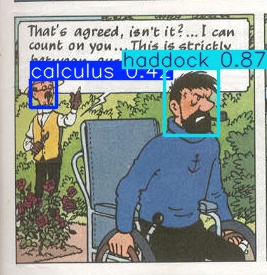 That's agreed, isn't it?... I can
count on you... This is strictly
calculus 0.42
haddock 0.87